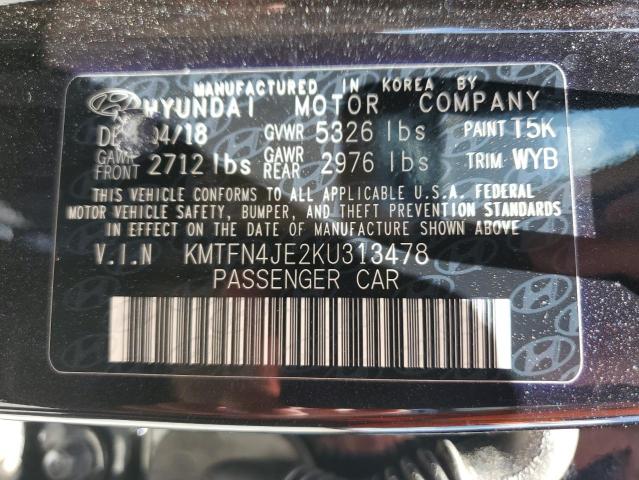 MANUFACTURED IN KOREA BY
HYUNDAI MOTOR COMPANY
04/18 GVWR 5326 lbs PAINT T5K
GAWR FRONT 2712 lbs GAWR REAR 2976 lbs TRIM WYB
THIS VEHICLE CONFORMS TO ALL APPLICABLE U.S.A. FEDERAL
MOTOR VEHICLE SAFETY, BUMPER, AND THEFT PREVENTION STANDARDS
IN EFFECT ON THE DATE OF MANUFACTURE SHOWN ABOVE
V.I.N KMTFN4JE2KU313478
PASSENGER CAR